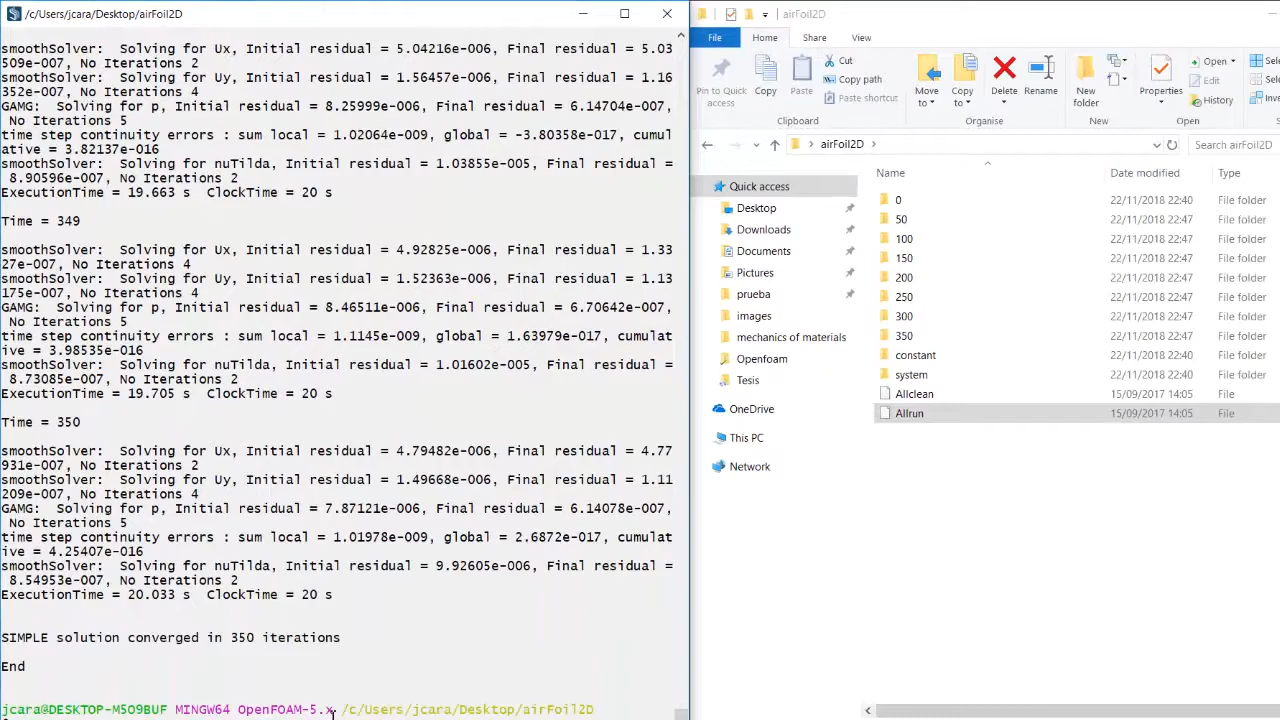 /c/Users/jcara/Desktop/airFoil2D
smoothSolver:  Solving for Ux, Initial residual = 5.04216e-006, Final residual = 5.03
509e-007, No Iterations 2
smoothSolver:  Solving for Uy, Initial residual = 1.56457e-006, Final residual = 1.16
352e-007, No Iterations 4
GAMG:  Solving for p, Initial residual = 8.25999e-006, Final residual = 6.14704e-007,
 No Iterations 5
time step continuity errors : sum local = 1.02064e-009, global = -3.80358e-017, cumul
ative = 3.82137e-016
smoothSolver:  Solving for nuTilda, Initial residual = 1.03855e-005, Final residual =
 8.90596e-007, No Iterations 2
ExecutionTime = 19.663 s  ClockTime = 20 s
Time = 349
smoothSolver:  Solving for Ux, Initial residual = 4.92825e-006, Final residual = 1.33
27e-007, No Iterations 4
smoothSolver:  Solving for Uy, Initial residual = 1.52363e-006, Final residual = 1.13
175e-007, No Iterations 4
GAMG:  Solving for p, Initial residual = 8.46511e-006, Final residual = 6.70642e-007,
 No Iterations 5
time step continuity errors : sum local = 1.1145e-009, global = 1.63979e-017, cumulat
ive = 3.98535e-016
smoothSolver:  Solving for nuTilda, Initial residual = 1.01602e-005, Final residual =
 8.73085e-007, No Iterations 2
ExecutionTime = 19.705 s  ClockTime = 20 s
Time = 350
smoothSolver:  Solving for Ux, Initial residual = 4.79482e-006, Final residual = 4.77
931e-007, No Iterations 2
smoothSolver:  Solving for Uy, Initial residual = 1.49668e-006, Final residual = 1.11
209e-007, No Iterations 4
GAMG:  Solving for p, Initial residual = 7.87121e-006, Final residual = 6.14078e-007,
 No Iterations 5
time step continuity errors : sum local = 1.01978e-009, global = 2.6872e-017, cumulat
ive = 4.25407e-016
smoothSolver:  Solving for nuTilda, Initial residual = 9.92605e-006, Final residual =
 8.54953e-007, No Iterations 2
ExecutionTime = 20.033 s  ClockTime = 20 s
SIMPLE solution converged in 350 iterations
End
jcara@DESKTOP-M5O9BUF MINGW64 OpenFOAM-5.x /c/Users/jcara/Desktop/airFoil2D
airFoil2D
File Home Share View
Pin to Quick access
Copy
Paste
Cut
Copy path
Paste shortcut
Clipboard
Move to
Copy to
Delete
Rename
Organise
New folder
New
Properties
Open
Edit
History
Open
airFoil2D
Search airFoil2D
Quick access
Desktop
Downloads
Documents
Pictures
prueba
images
mechanics of materials
Openfoam
Tesis
OneDrive
This PC
Network
Name Date modified Type
0 22/11/2018 22:40 File folder
50 22/11/2018 22:47 File folder
100 22/11/2018 22:47 File folder
150 22/11/2018 22:47 File folder
200 22/11/2018 22:47 File folder
250 22/11/2018 22:47 File folder
300 22/11/2018 22:47 File folder
350 22/11/2018 22:47 File folder
constant 22/11/2018 22:40 File folder
system 22/11/2018 22:40 File folder
Allclean 15/09/2017 14:05 File
Allrun 15/09/2017 14:05 File